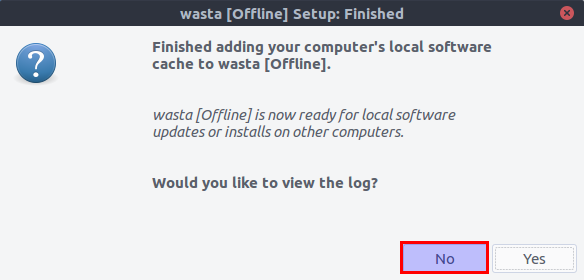 wasta [Offline] Setup: Finished
Finished adding your computer's local software
cache to wasta [Offline].
wasta [Offline] is now ready for local software
updates or installs on other computers.
Would you like to view the log?
No
Yes